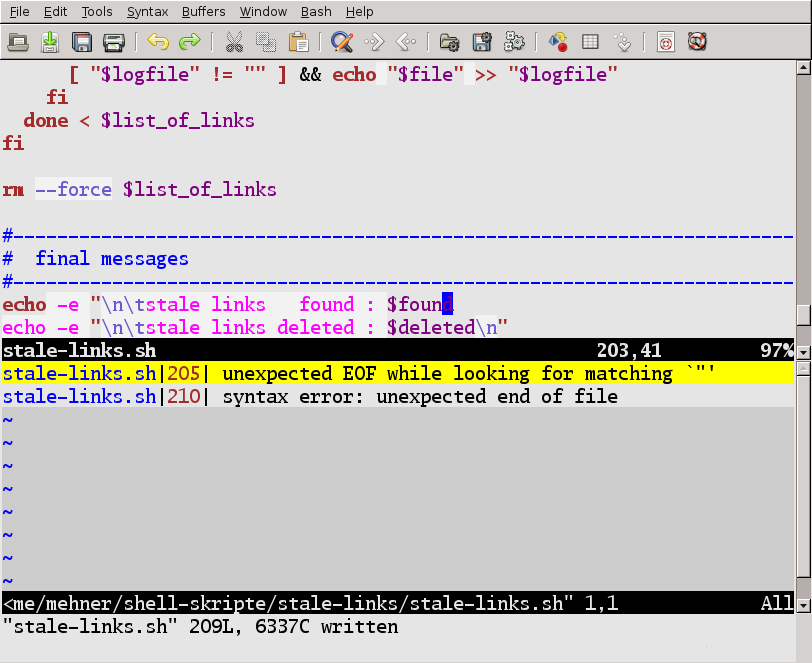 File Edit Tools Syntax Buffers Window Bash Help
[ "$logfile" != "" ] && echo "$file" >> "$logfile"
fi
done < $list_of_links
fi
rm --force $list_of_links
#-----------------------------------------------------------------------
#  final messages
#-----------------------------------------------------------------------
echo -e "\n\tstale links   found : $found
echo -e "\n\tstale links deleted : $deleted\n"
stale-links.sh 203,41 97%
stale-links.sh|205| unexpected EOF while looking for matching `"'
stale-links.sh|210| syntax error: unexpected end of file
~
~
~
~
~
~
~
~
<me/mehner/shell-skripte/stale-links/stale-links.sh" 1,1 All
"stale-links.sh" 209L, 6337C written